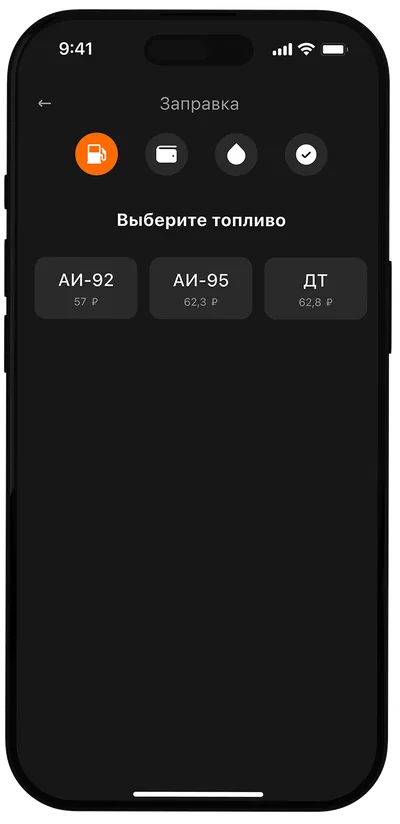 9:41
← Заправка
Выберите топливо
АИ-92 АИ-95 ДТ
57 ₽ 62,3 ₽ 62,8 ₽